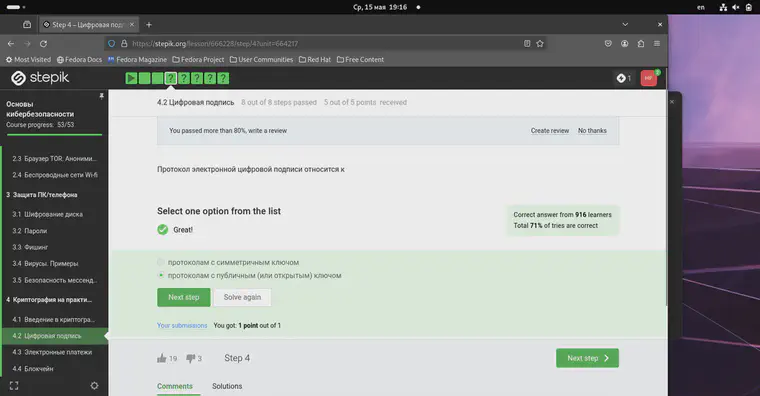 Ср, 15 мая 19:16
en
Step 4 – Цифровая подпись
https://stepik.org/lesson/666228/step/4?unit=664217
Most Visited
Fedora Docs
Fedora Magazine
Fedora Project
User Communities
Red Hat
Free Content
stepik
1
HF
Основы кибербезопасности
Course progress: 53/53
2.3 Браузер TOR. Аноними...
2.4 Беспроводные сети Wi-fi
3 Защита ПК/телефона
3.1 Шифрование диска
3.2 Пароли
3.3 Фишинг
3.4 Вирусы. Примеры
3.5 Безопасность мессенд...
4 Криптография на практи...
4.1 Введение в криптогра...
4.2 Цифровая подпись
4.3 Электронные платежи
4.4 Блокчейн
4.2 Цифровая подпись 8 out of 8 steps passed 5 out of 5 points received
You passed more than 80%, write a review
Create review
No thanks
Протокол электронной цифровой подписи относится к
Select one option from the list
Great!
Correct answer from 916 learners
Total 71% of tries are correct
протоколам с симметричным ключом
протоколам с публичным (или открытым) ключом
Next step
Solve again
Your submissions You got: 1 point out of 1
19
3
Step 4
Next step
Comments
Solutions